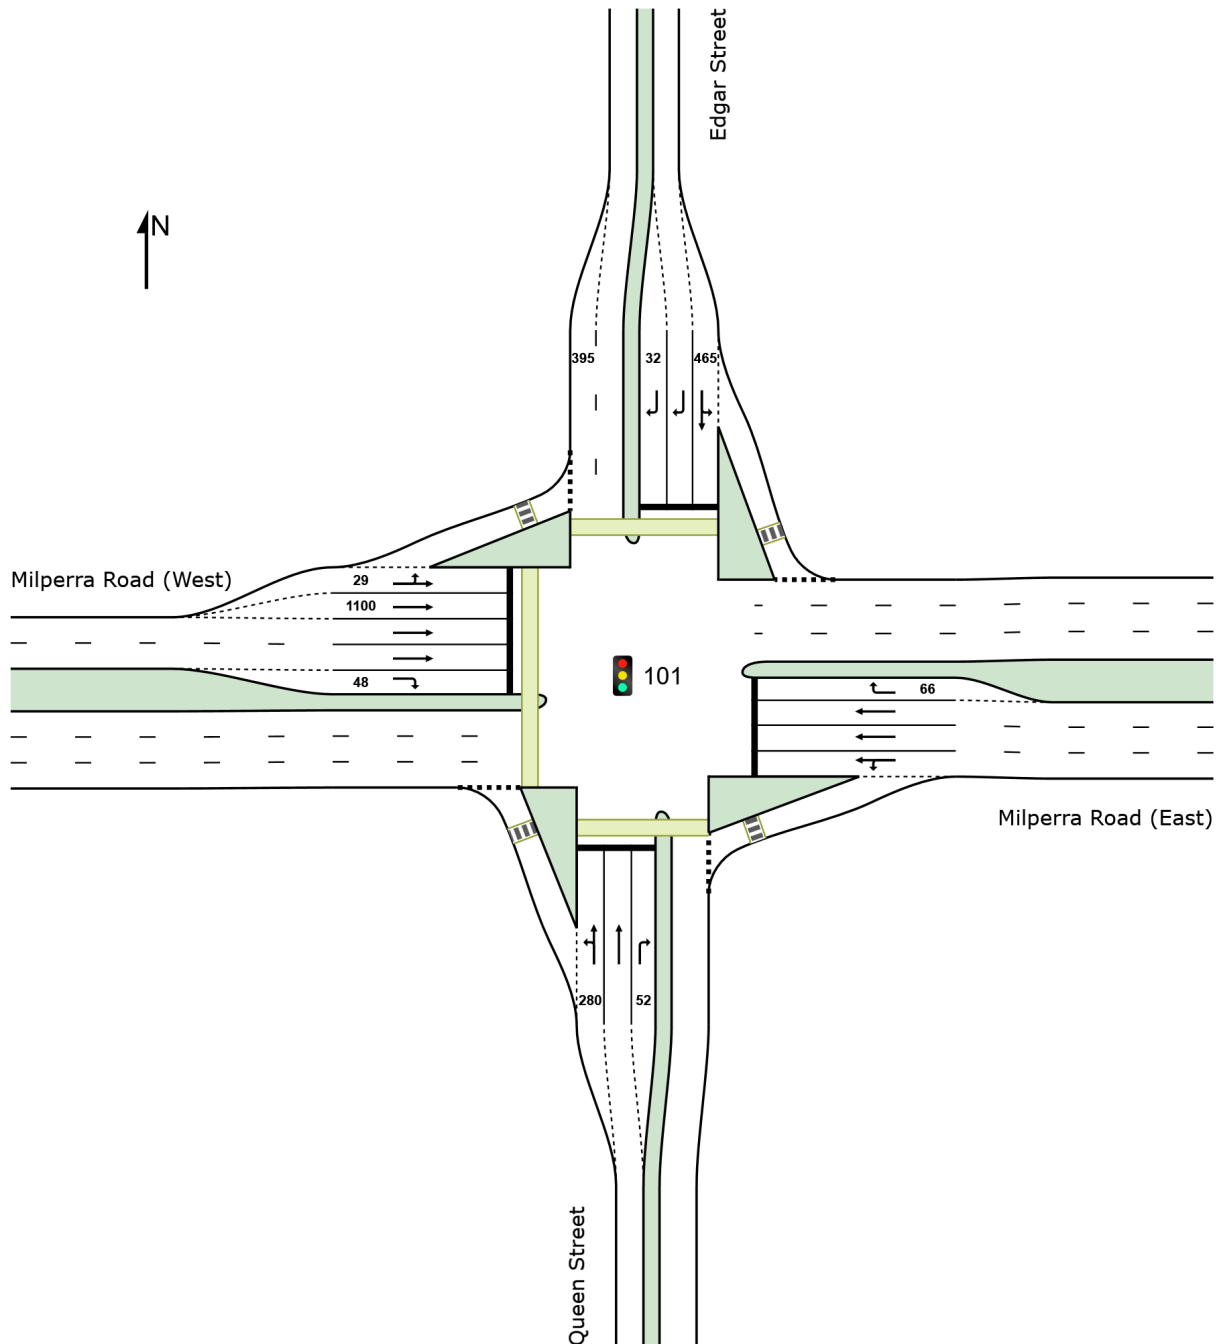 Edgar Street
N
395
32
465
Milperra Road (West)
29
1100
48
101
66
Milperra Road (East)
280
52
Queen Street